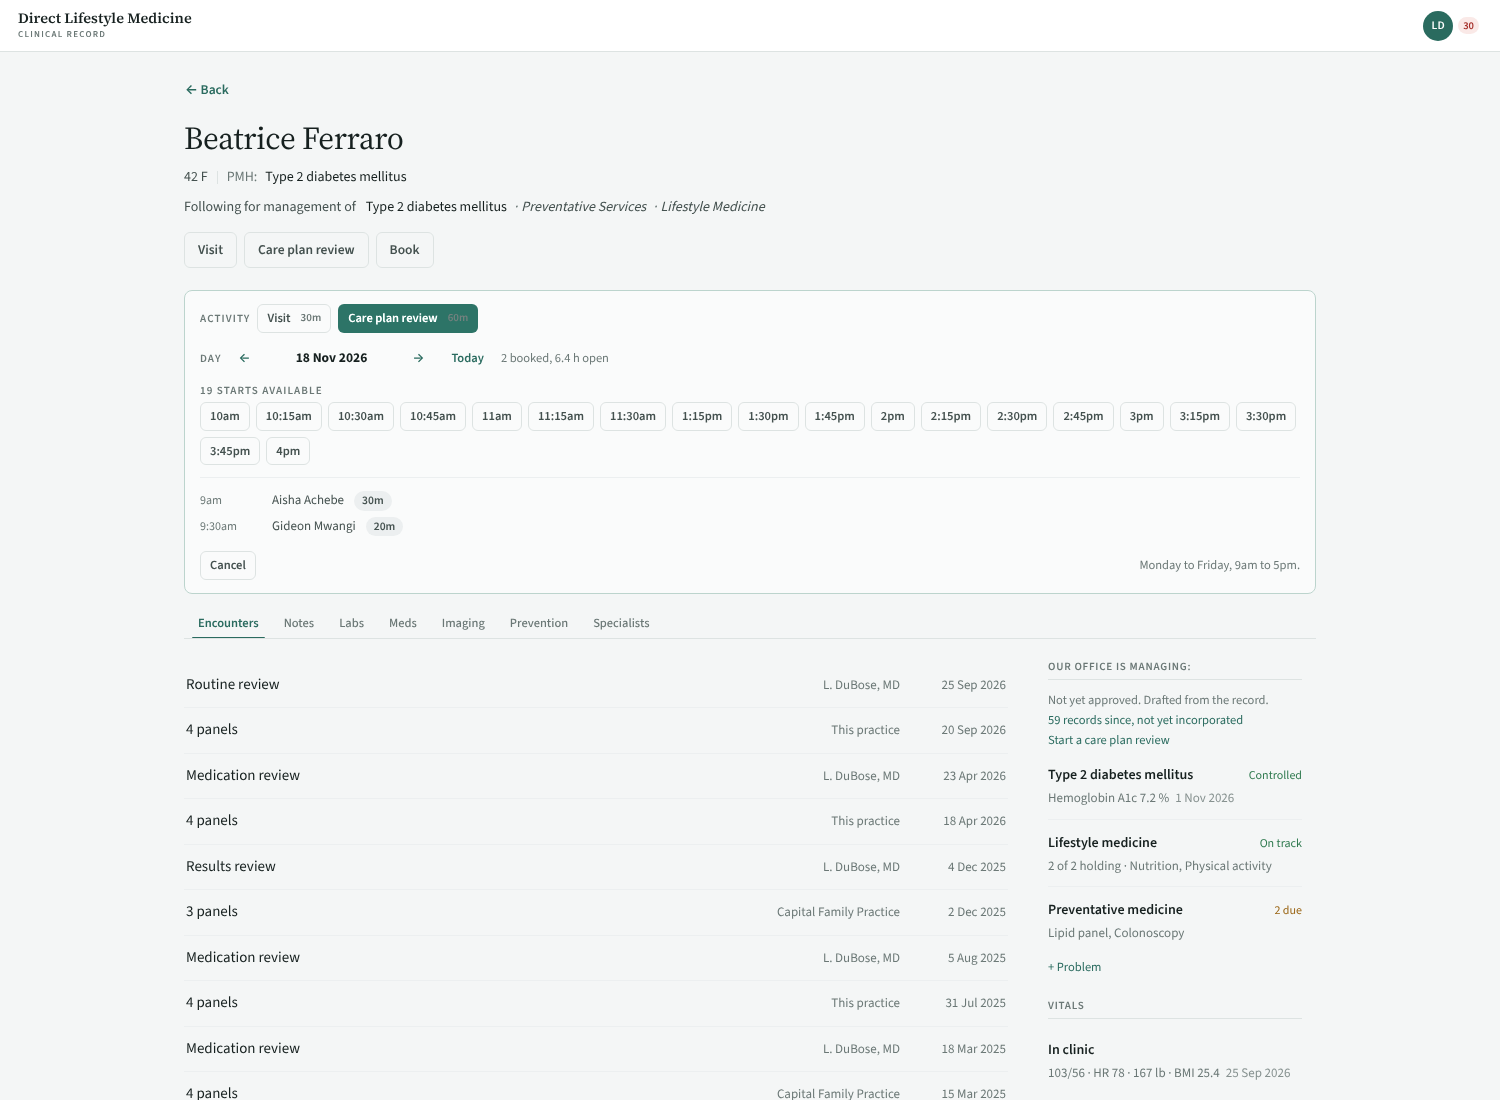 Direct Lifestyle Medicine
CLINICAL RECORD
LD 30
← Back
Beatrice Ferraro
42 F PMH: Type 2 diabetes mellitus
Following for management of Type 2 diabetes mellitus · Preventative Services · Lifestyle Medicine
Visit Care plan review Book
ACTIVITY Visit 30m Care plan review 60m
DAY ← 18 Nov 2026 → Today 2 booked, 6.4 h open
19 STARTS AVAILABLE
10am 10:15am 10:30am 10:45am 11am 11:15am 11:30am 1:15pm 1:30pm 1:45pm 2pm 2:15pm 2:30pm 2:45pm 3pm 3:15pm 3:30pm
3:45pm 4pm
9am Aisha Achebe 30m
9:30am Gideon Mwangi 20m
Cancel Monday to Friday, 9am to 5pm.
Encounters Notes Labs Meds Imaging Prevention Specialists
Routine review L. DuBose, MD 25 Sep 2026
4 panels This practice 20 Sep 2026
Medication review L. DuBose, MD 23 Apr 2026
4 panels This practice 18 Apr 2026
Results review L. DuBose, MD 4 Dec 2025
3 panels Capital Family Practice 2 Dec 2025
Medication review L. DuBose, MD 5 Aug 2025
4 panels This practice 31 Jul 2025
Medication review L. DuBose, MD 18 Mar 2025
4 panels Capital Family Practice 15 Mar 2025
OUR OFFICE IS MANAGING:
Not yet approved. Drafted from the record.
59 records since, not yet incorporated
Start a care plan review
Type 2 diabetes mellitus Controlled
Hemoglobin A1c 7.2 % 1 Nov 2026
Lifestyle medicine On track
2 of 2 holding · Nutrition, Physical activity
Preventative medicine 2 due
Lipid panel, Colonoscopy
+ Problem
VITALS
In clinic
103/56 · HR 78 · 167 lb · BMI 25.4 25 Sep 2026